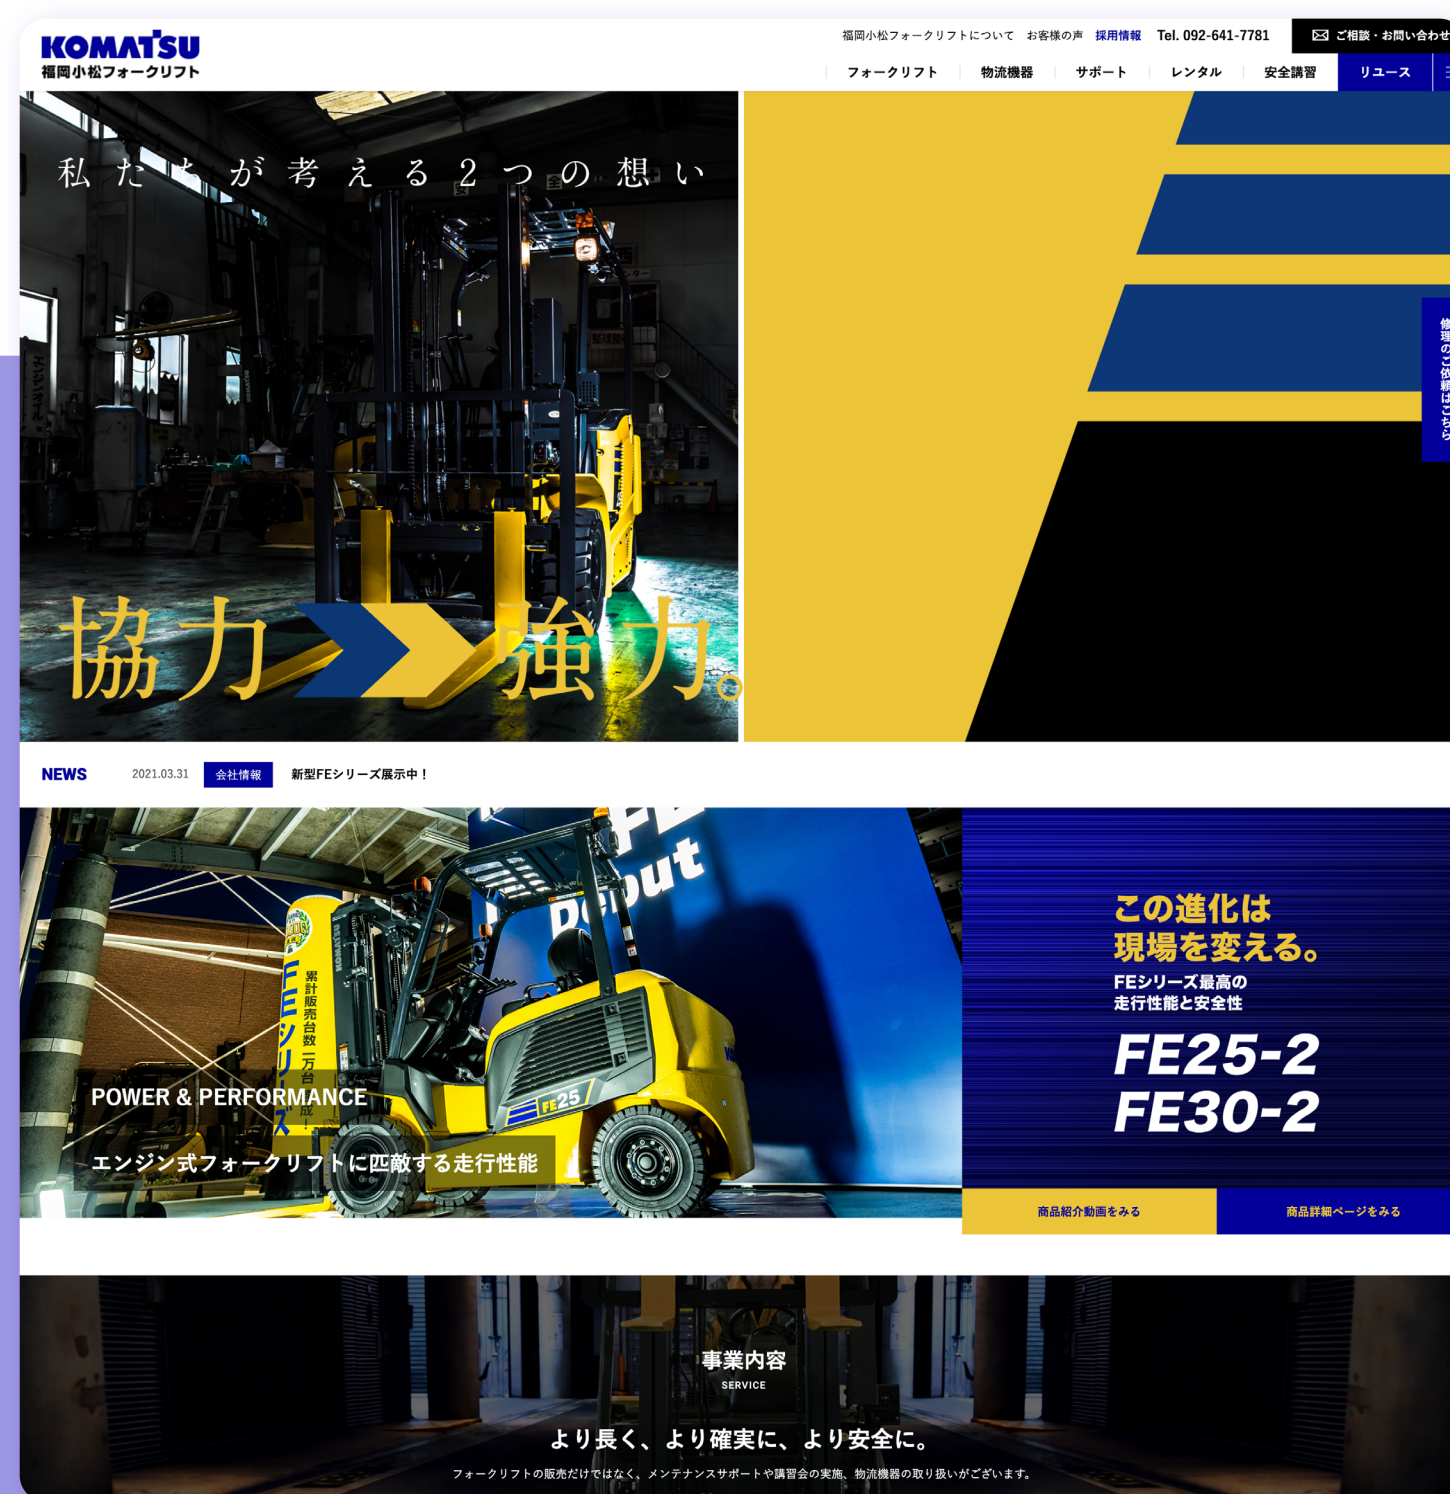 KOMATSU
福岡小松フォークリフト
福岡小松フォークリフトについて お客様の声 採用情報 Tel. 092-641-7781 ご相談・お問い合わせ
フォークリフト 物流機器 サポート レンタル 安全講習 リユース
私たちが考える2つの想い
協力 強力。
修理のご依頼はこちら
NEWS 2021.03.31 会社情報 新型FEシリーズ展示中！
FE
Debut
KOMATSU
FEシリーズ
累計販売台数一万台達成！
FE25
POWER & PERFORMANCE
エンジン式フォークリフトに匹敵する走行性能
この進化は
現場を変える。
FEシリーズ最高の
走行性能と安全性
FE25-2
FE30-2
商品紹介動画をみる 商品詳細ページをみる
事業内容
SERVICE
より長く、より確実に、より安全に。
フォークリフトの販売だけではなく、メンテナンスサポートや講習会の実施、物流機器の取り扱いがございます。